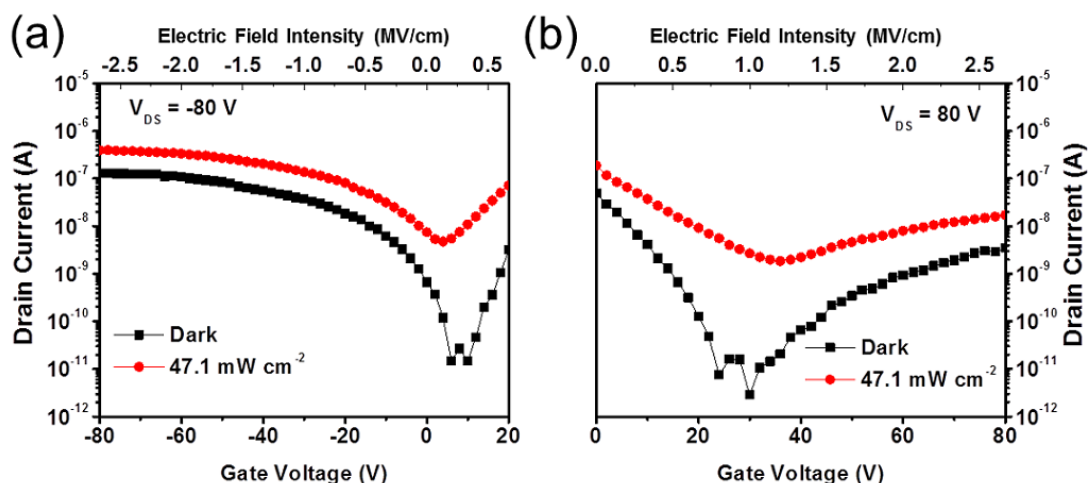 (a)
Electric Field Intensity (MV/cm)
-2.5 -2.0 -1.5 -1.0 -0.5 0.0 0.5
V_DS = -80 V
Drain Current (A)
10^-5
10^-6
10^-7
10^-8
10^-9
10^-10
10^-11
10^-12
Dark
47.1 mW cm^-2
-80 -60 -40 -20 0 20
Gate Voltage (V)
(b)
Electric Field Intensity (MV/cm)
0.0 0.5 1.0 1.5 2.0 2.5
V_DS = 80 V
10^-5
10^-6
10^-7
10^-8
10^-9
10^-10
10^-11
10^-12
Drain Current (A)
Dark
47.1 mW cm^-2
0 20 40 60 80
Gate Voltage (V)